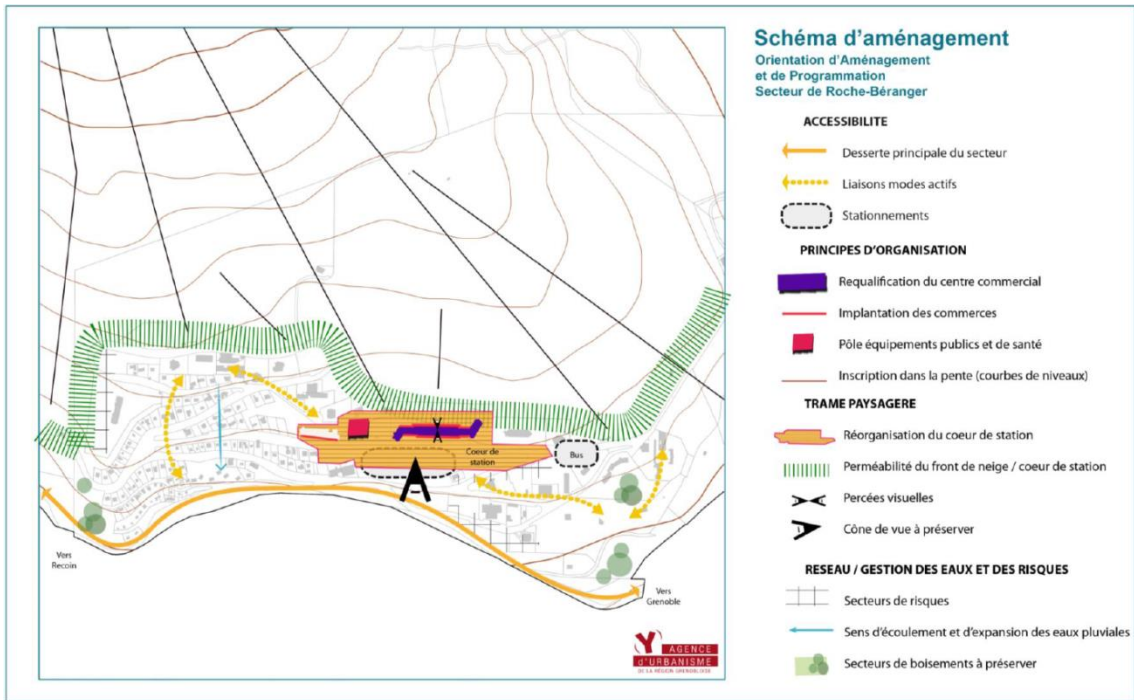 Schéma d'aménagement
Orientation d'Aménagement
et de Programmation
Secteur de Roche-Béranger
ACCESSIBILITE
Desserte principale du secteur
Liaisons modes actifs
Stationnements
PRINCIPES D'ORGANISATION
Requalification du centre commercial
Implantation des commerces
Pôle équipements publics et de santé
Inscription dans la pente (courbes de niveaux)
TRAME PAYSAGERE
Réorganisation du coeur de station
Perméabilité du front de neige / coeur de station
Percées visuelles
Cône de vue à préserver
RESEAU / GESTION DES EAUX ET DES RISQUES
Secteurs de risques
Sens d'écoulement et d'expansion des eaux pluviales
Secteurs de boisements à préserver
Coeur de
station
Bus
Vers
Recoin
Vers
Grenoble
AGENCE
d'URBANISME
DE LA RÉGION GRENOBLOISE